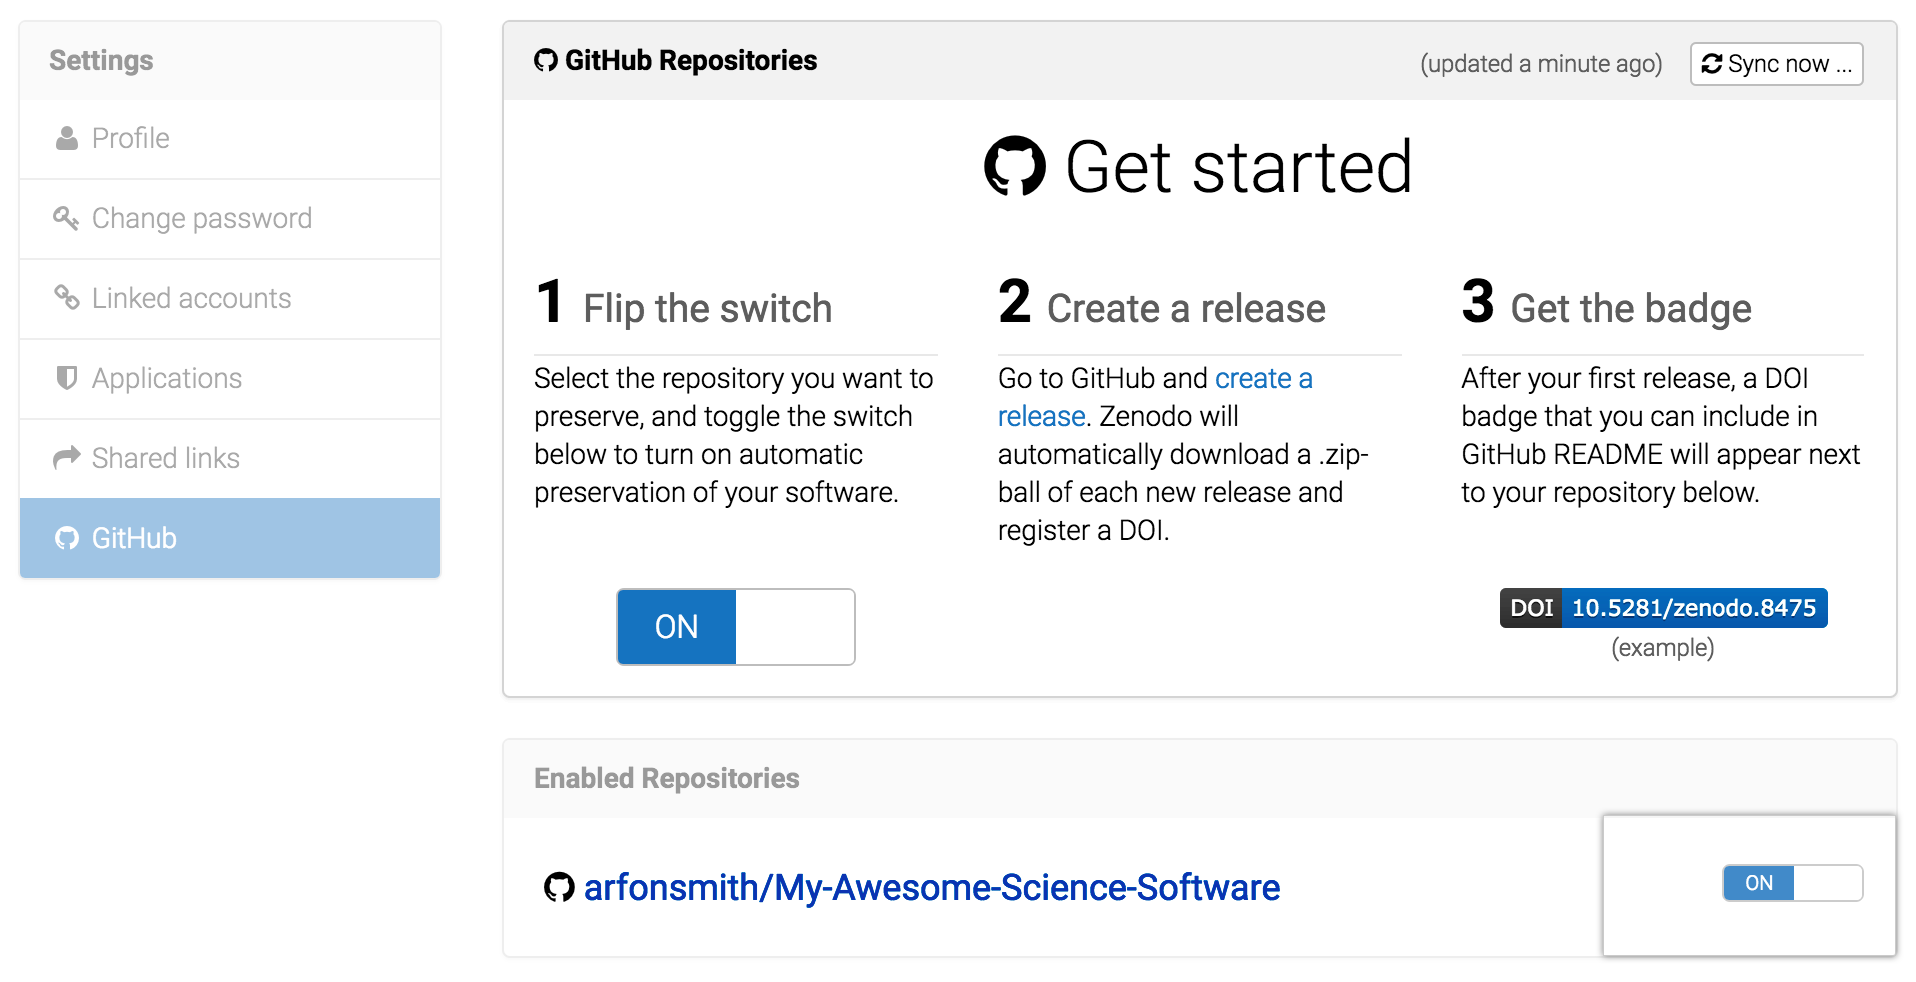 Settings
Profile
Change password
Linked accounts
Applications
Shared links
GitHub
GitHub Repositories
(updated a minute ago)
Sync now ...
Get started
1 Flip the switch
Select the repository you want to
preserve, and toggle the switch
below to turn on automatic
preservation of your software.
ON
2 Create a release
Go to GitHub and create a
release. Zenodo will
automatically download a .zip-
ball of each new release and
register a DOI.
3 Get the badge
After your first release, a DOI
badge that you can include in
GitHub README will appear next
to your repository below.
DOI 10.5281/zenodo.8475
(example)
Enabled Repositories
arfonsmith/My-Awesome-Science-Software
ON